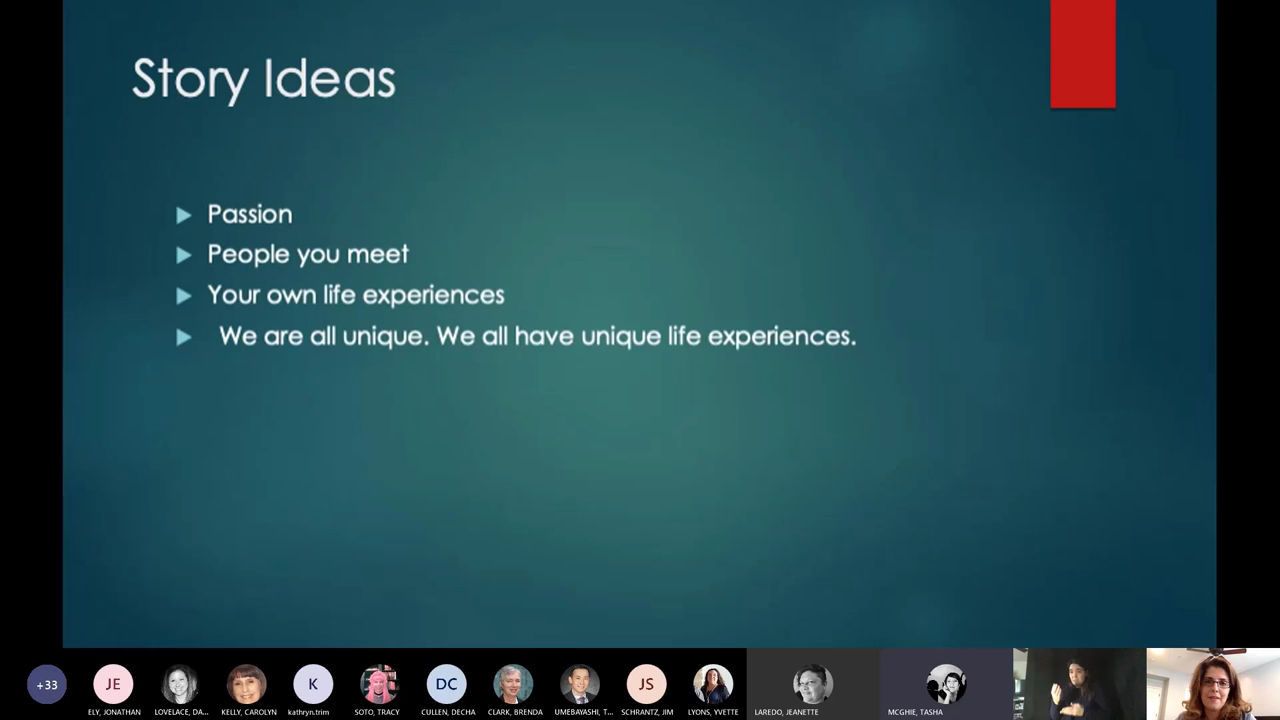 Story Ideas
Passion
People you meet
Your own life experiences
We are all unique. We all have unique life experiences.
+33
JE
K
DC
JS
ELY, JONATHAN
LOVELACE, DA...
KELLY, CAROLYN
kathryn.trim
SOTO, TRACY
CULLEN, DECHA
CLARK, BRENDA
UMEBAYASHI, T...
SCHRANTZ, JIM
LYONS, YVETTE
LAREDO, JEANETTE
MCGHIE, TASHA